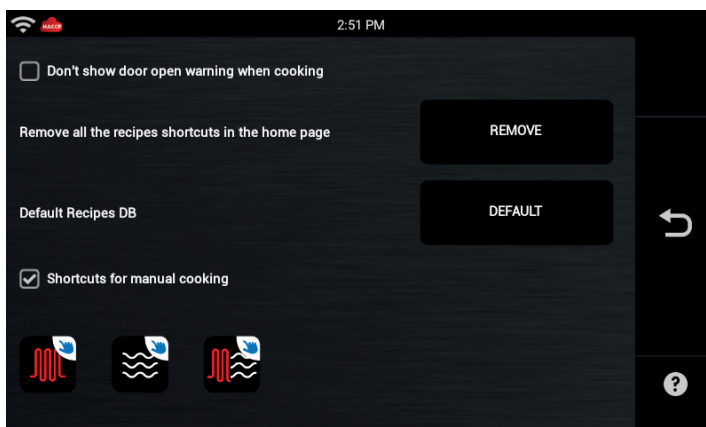 HACCP 2:51 PM
Don't show door open warning when cooking
Remove all the recipes shortcuts in the home page REMOVE
Default Recipes DB DEFAULT
Shortcuts for manual cooking
?